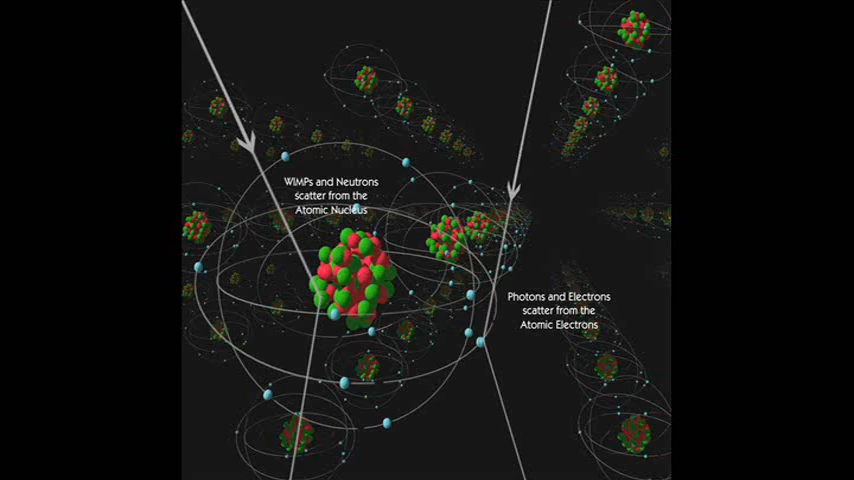 WIMPs and Neutrons
scatter from the
Atomic Nucleus
Photons and Electrons
scatter from the
Atomic Electrons